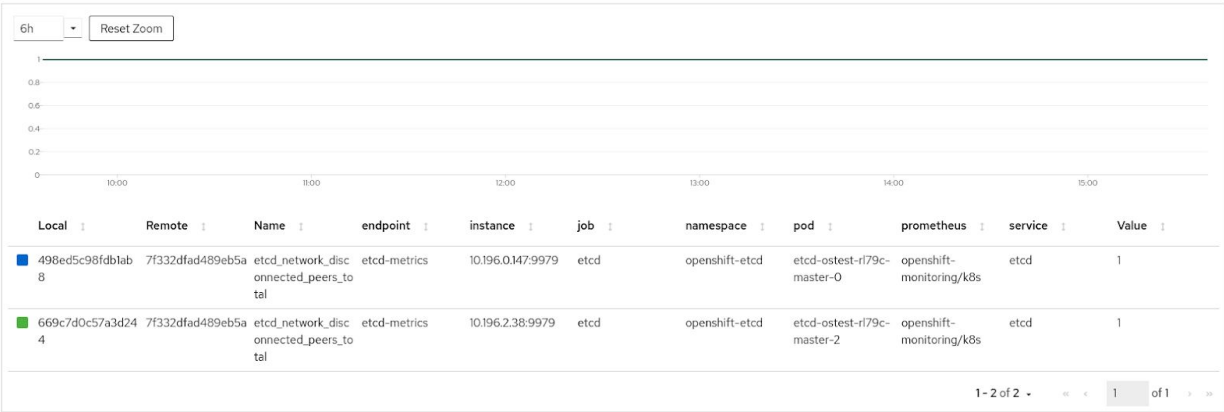 6h
Reset Zoom
1
0.8
0.6
0.4
0.2
0
10:00 11:00 12:00 13:00 14:00 15:00
Local Remote Name endpoint instance job namespace pod prometheus service Value
498ed5c98fdb1ab 7f332dfad489eb5a etcd_network_disc etcd-metrics 10.196.0.147:9979 etcd openshift-etcd etcd-ostest-rl79c- openshift- etcd 1
8 onnected_peers_to master-0 monitoring/k8s
tal
669c7d0c57a3d24 7f332dfad489eb5a etcd_network_disc etcd-metrics 10.196.2.38:9979 etcd openshift-etcd etcd-ostest-rl79c- openshift- etcd 1
4 onnected_peers_to master-2 monitoring/k8s
tal
1 - 2 of 2 « ‹ 1 of 1 › »